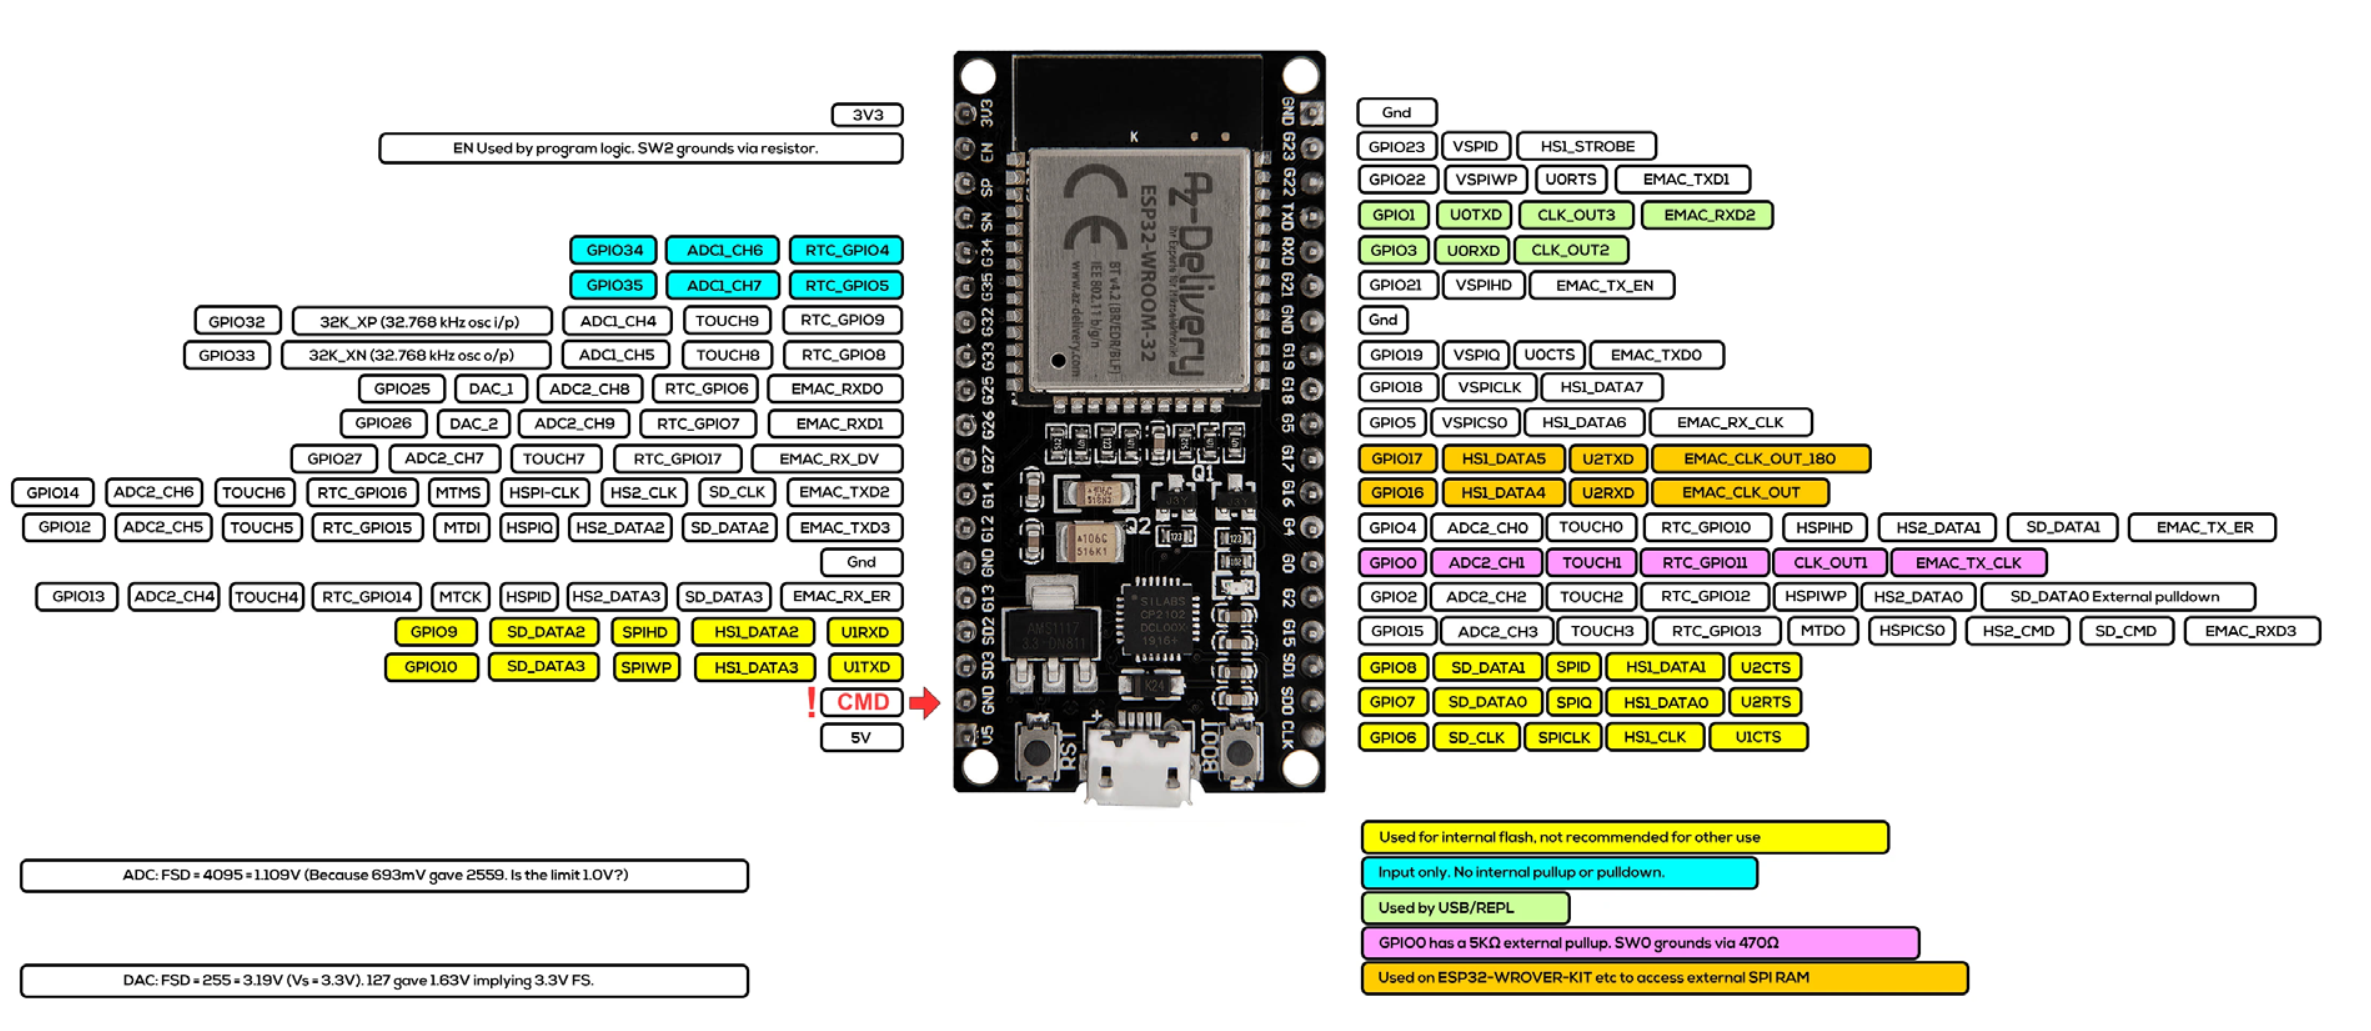 3V3
EN Used by program logic. SW2 grounds via resistor.
GPIO34 ADC1_CH6 RTC_GPIO4
GPIO35 ADC1_CH7 RTC_GPIO5
GPIO32 32K_XP (32.768 kHz osc i/p) ADC1_CH4 TOUCH9 RTC_GPIO9
GPIO33 32K_XN (32.768 kHz osc o/p) ADC1_CH5 TOUCH8 RTC_GPIO8
GPIO25 DAC_1 ADC2_CH8 RTC_GPIO6 EMAC_RXD0
GPIO26 DAC_2 ADC2_CH9 RTC_GPIO7 EMAC_RXD1
GPIO27 ADC2_CH7 TOUCH7 RTC_GPIO17 EMAC_RX_DV
GPIO14 ADC2_CH6 TOUCH6 RTC_GPIO16 MTMS HSPI-CLK HS2_CLK SD_CLK EMAC_TXD2
GPIO12 ADC2_CH5 TOUCH5 RTC_GPIO15 MTDI HSPIQ HS2_DATA2 SD_DATA2 EMAC_TXD3
Gnd
GPIO13 ADC2_CH4 TOUCH4 RTC_GPIO14 MTCK HSPID HS2_DATA3 SD_DATA3 EMAC_RX_ER
GPIO9 SD_DATA2 SPIHD HS1_DATA2 U1RXD
GPIO10 SD_DATA3 SPIWP HS1_DATA3 U1TXD
! CMD
5V
3V3
EN
SP
SN
G34
G35
G32
G33
G25
G26
G27
G14
G12
GND
G13
SD2
SD3
GND
V5
K
Az-Delivery
ESP32-WROOM-32
BT v4.2 (BR/EDR/BLE)
IEE 802.11 b/g/n
www.az-delivery.com
CE
Q1
Q2
123
123
106C
516K1
AMS1117
3.3-DN811
SILABS
CP2102
DCL00X
1916+
K24
+
RST
BOOT
GND
G23
G22
TXD
RXD
G21
GND
G19
G18
G5
G17
G16
G4
G0
G2
G15
SD1
SD0
CLK
Gnd
GPIO23 VSPID HS1_STROBE
GPIO22 VSPIWP U0RTS EMAC_TXD1
GPIO1 U0TXD CLK_OUT3 EMAC_RXD2
GPIO3 U0RXD CLK_OUT2
GPIO21 VSPIHD EMAC_TX_EN
Gnd
GPIO19 VSPIQ U0CTS EMAC_TXD0
GPIO18 VSPICLK HS1_DATA7
GPIO5 VSPICS0 HS1_DATA6 EMAC_RX_CLK
GPIO17 HS1_DATA5 U2TXD EMAC_CLK_OUT_180
GPIO16 HS1_DATA4 U2RXD EMAC_CLK_OUT
GPIO4 ADC2_CH0 TOUCH0 RTC_GPIO10 HSPIHD HS2_DATA1 SD_DATA1 EMAC_TX_ER
GPIO0 ADC2_CH1 TOUCH1 RTC_GPIO11 CLK_OUT1 EMAC_TX_CLK
GPIO2 ADC2_CH2 TOUCH2 RTC_GPIO12 HSPIWP HS2_DATA0 SD_DATA0 External pulldown
GPIO15 ADC2_CH3 TOUCH3 RTC_GPIO13 MTDO HSPICS0 HS2_CMD SD_CMD EMAC_RXD3
GPIO8 SD_DATA1 SPID HS1_DATA1 U2CTS
GPIO7 SD_DATA0 SPIQ HS1_DATA0 U2RTS
GPIO6 SD_CLK SPICLK HS1_CLK U1CTS
ADC: FSD = 4095 = 1.109V (Because 693mV gave 2559. Is the limit 1.0V?)
DAC: FSD = 255 = 3.19V (Vs = 3.3V). 127 gave 1.63V implying 3.3V FS.
Used for internal flash, not recommended for other use
Input only. No internal pullup or pulldown.
Used by USB/REPL
GPIO0 has a 5KΩ external pullup. SW0 grounds via 470Ω
Used on ESP32-WROVER-KIT etc to access external SPI RAM